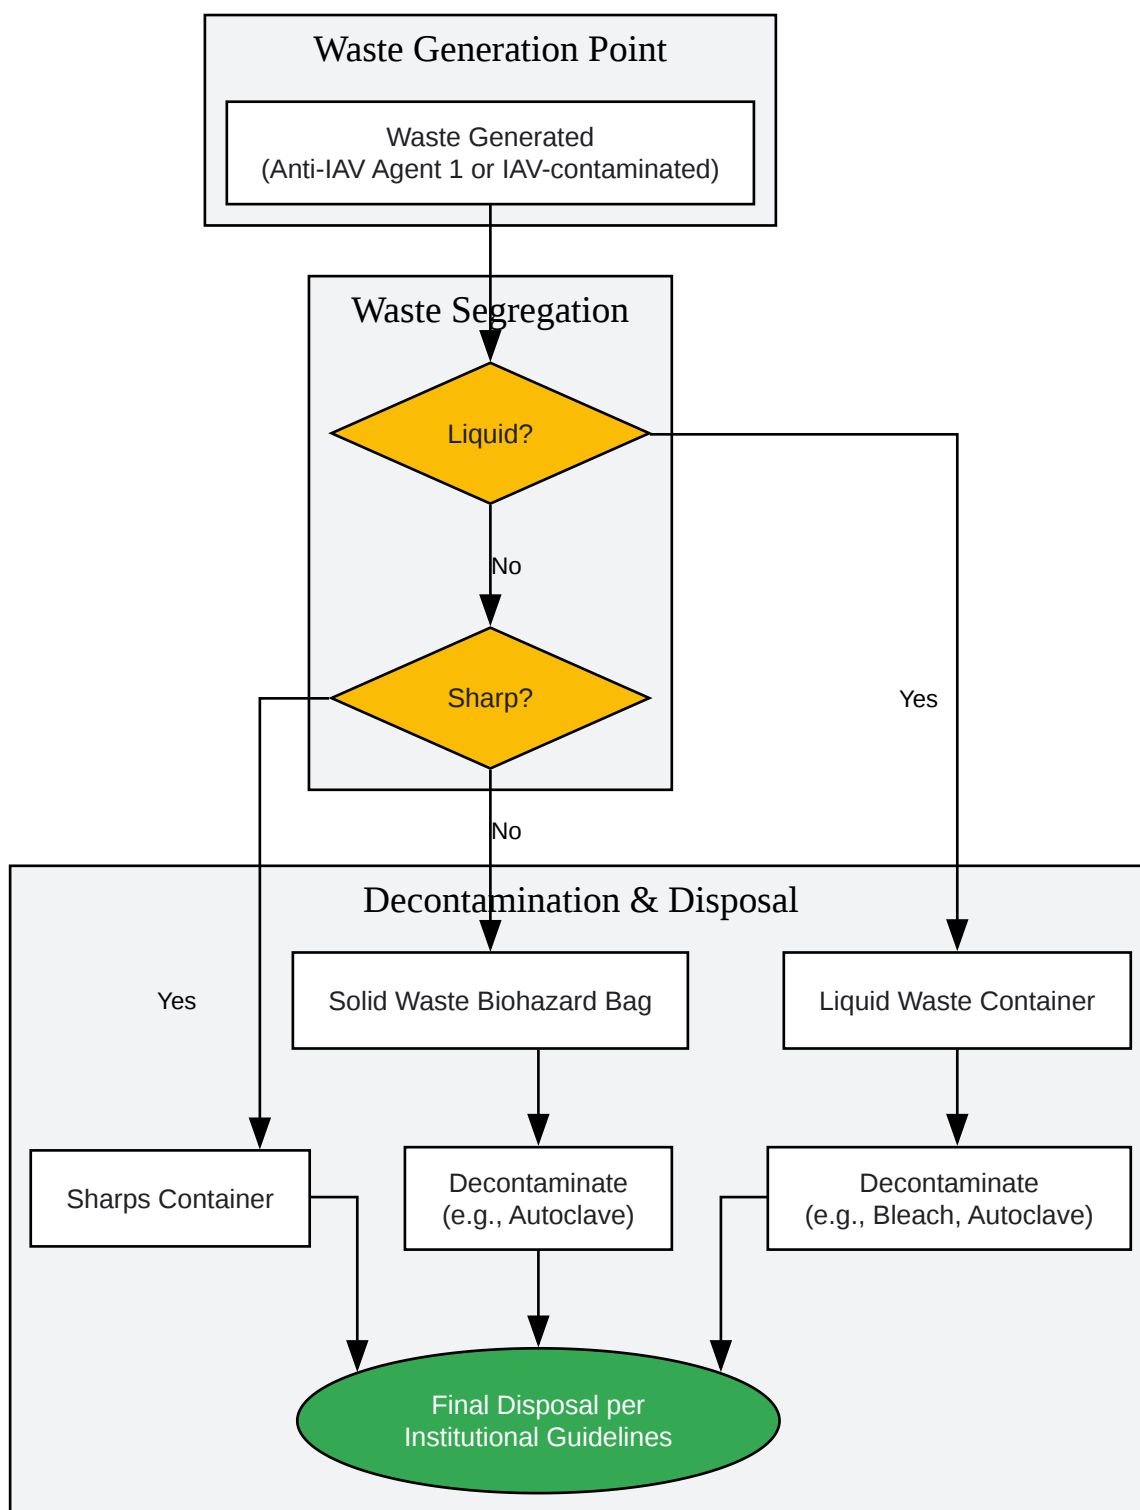 Waste Generation Point
Waste Generated
(Anti-IAV Agent 1 or IAV-contaminated)
Waste Segregation
Liquid?
No
Sharp?
Yes
No
Decontamination & Disposal
Yes
Solid Waste Biohazard Bag
Liquid Waste Container
Sharps Container
Decontaminate
(e.g., Autoclave)
Decontaminate
(e.g., Bleach, Autoclave)
Final Disposal per
Institutional Guidelines